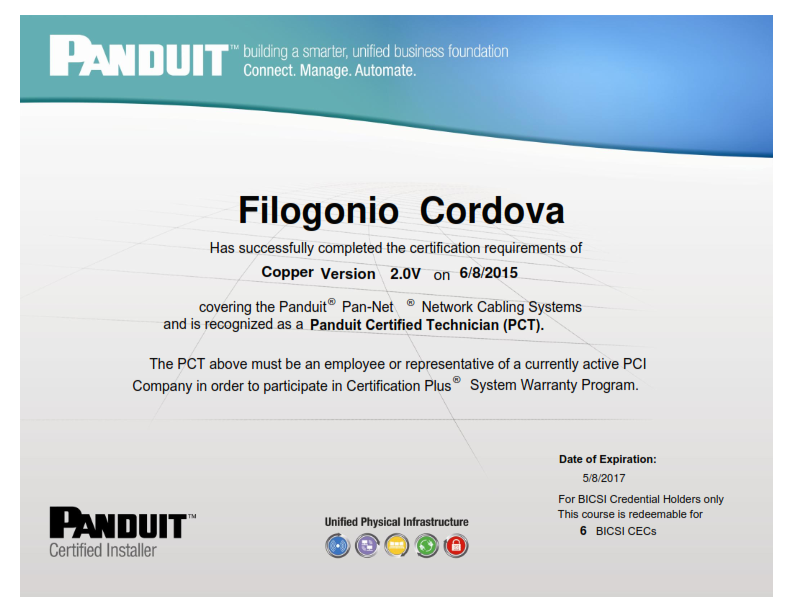 PANDUIT™ building a smarter, unified business foundation
Connect. Manage. Automate.
Filogonio Cordova
Has successfully completed the certification requirements of
Copper Version 2.0V on 6/8/2015
covering the Panduit® Pan-Net ® Network Cabling Systems
and is recognized as a Panduit Certified Technician (PCT).
The PCT above must be an employee or representative of a currently active PCI
Company in order to participate in Certification Plus® System Warranty Program.
Date of Expiration:
5/8/2017
For BICSI Credential Holders only
This course is redeemable for
6 BICSI CECs
PANDUIT™
Certified Installer
Unified Physical Infrastructure